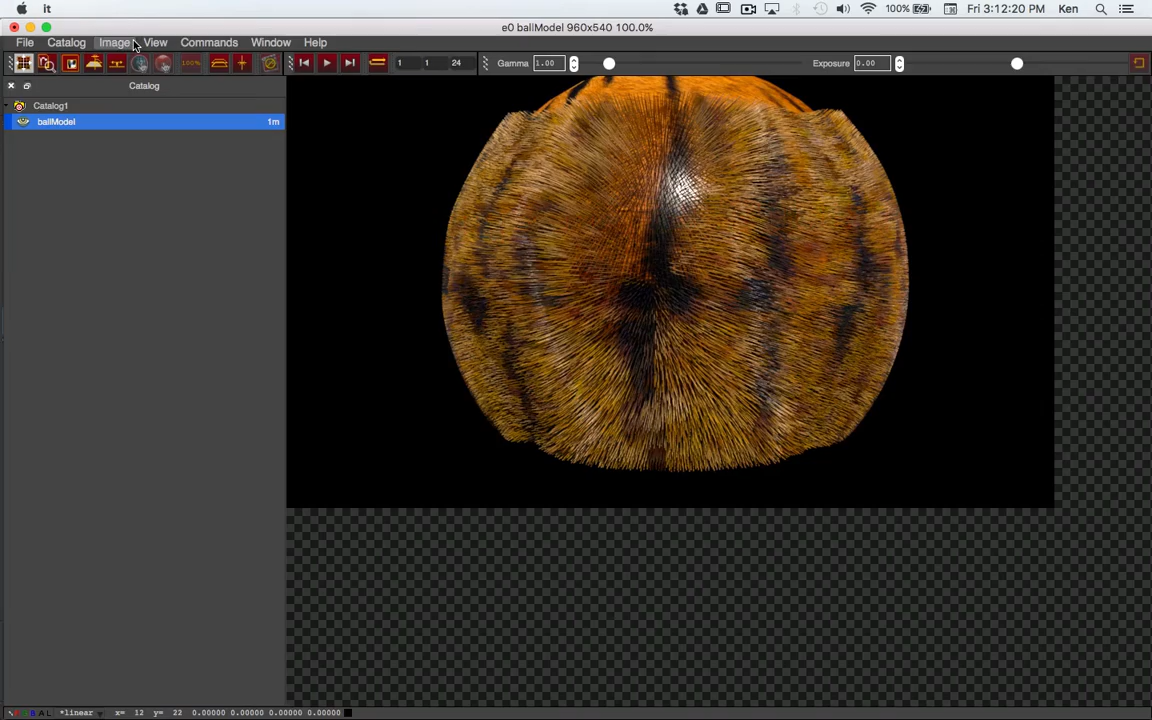 it 100% Fri 3:12:20 PM Ken
e0 ballModel 960x540 100.0%
File Catalog Image View Commands Window Help
100% 1 1 24 Gamma 1.00 Exposure 0.00
Catalog
Catalog1
ballModel 1m
A L *linear x= 12 y= 22 0.00000 0.00000 0.00000 0.00000